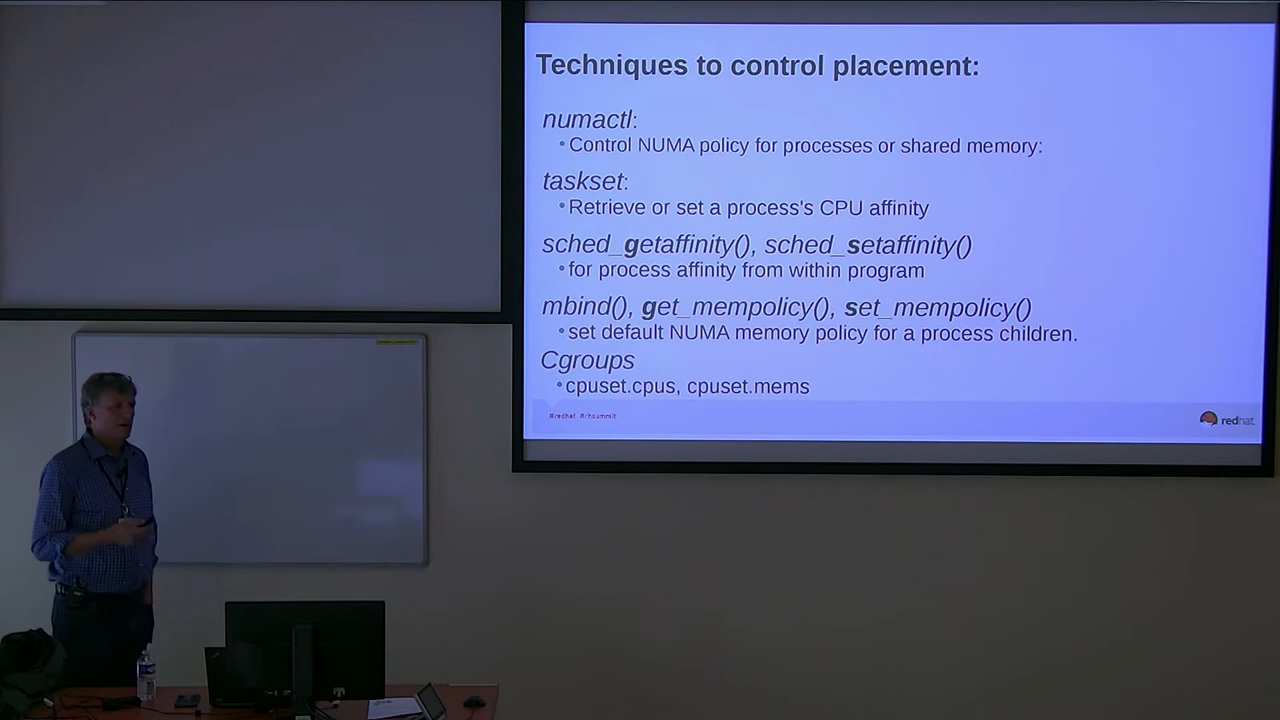 Techniques to control placement:
numactl:
•Control NUMA policy for processes or shared memory:
taskset:
•Retrieve or set a process's CPU affinity
sched_getaffinity(), sched_setaffinity()
•for process affinity from within program
mbind(), get_mempolicy(), set_mempolicy()
•set default NUMA memory policy for a process children.
Cgroups
•cpuset.cpus, cpuset.mems
#redhat #rhsummit
redhat.